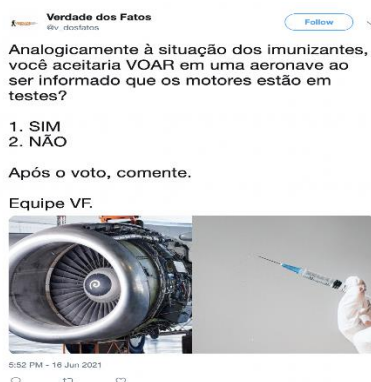 Verdade dos Fatos
@v_dosfatos
Follow
Analogicamente à situação dos imunizantes,
você aceitaria VOAR em uma aeronave ao
ser informado que os motores estão em
testes?
1. SIM
2. NÃO
Após o voto, comente.
Equipe VF.
5:52 PM - 16 Jun 2021